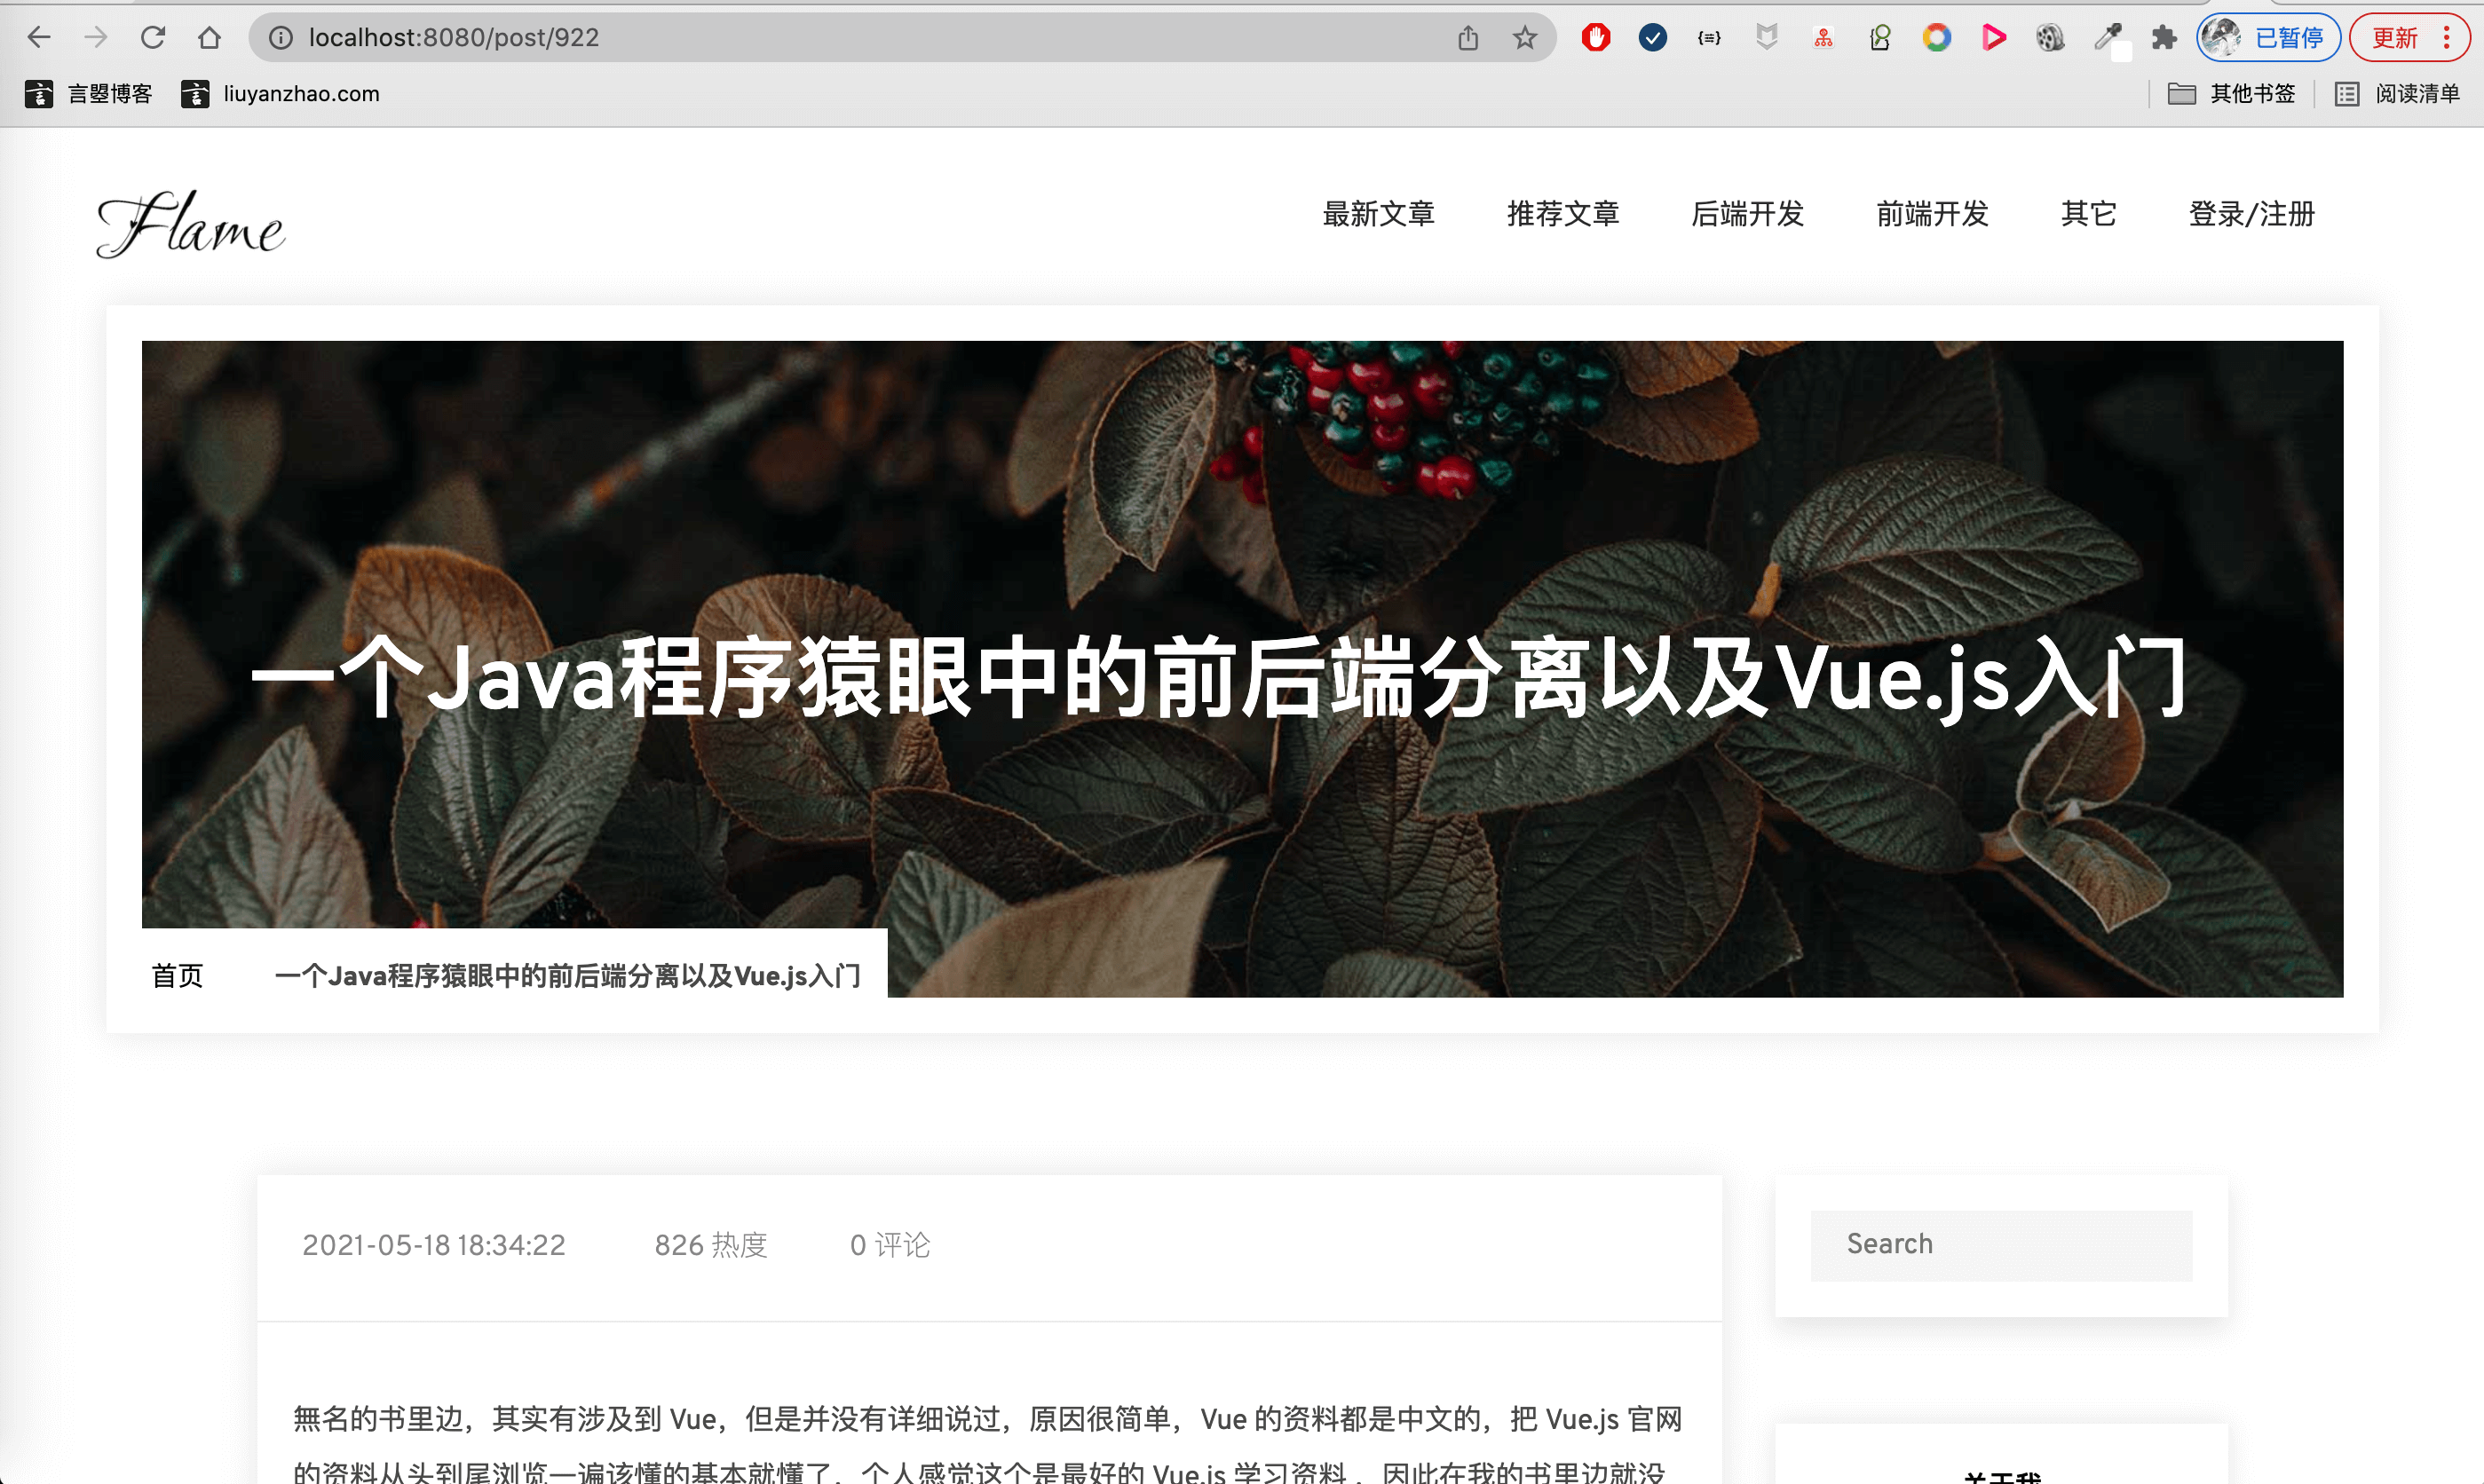 localhost:8080/post/922
已暂停
更新
言曌博客
liuyanzhao.com
其他书签
阅读清单
Flame
最新文章
推荐文章
后端开发
前端开发
其它
登录/注册
一个Java程序猿眼中的前后端分离以及Vue.js入门
首页
一个Java程序猿眼中的前后端分离以及Vue.js入门
2021-05-18 18:34:22
826 热度
0 评论
Search
無名的书里边，其实有涉及到 Vue，但是并没有详细说过，原因很简单，Vue 的资料都是中文的，把 Vue.js 官网
的资料从头到尾浏览一遍该懂的基本就懂了，个人感觉这个是最好的 Vue.js 学习资料 ，因此在我的书里边就没
关于我